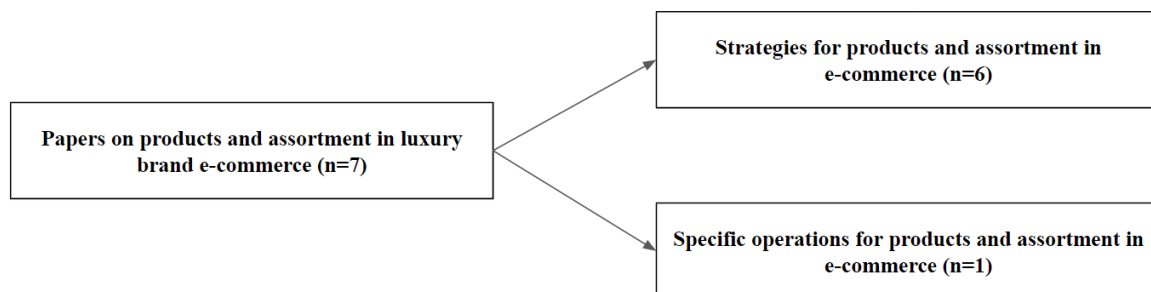 Papers on products and assortment in luxury
brand e-commerce (n=7)
Strategies for products and assortment in
e-commerce (n=6)
Specific operations for products and assortment in
e-commerce (n=1)